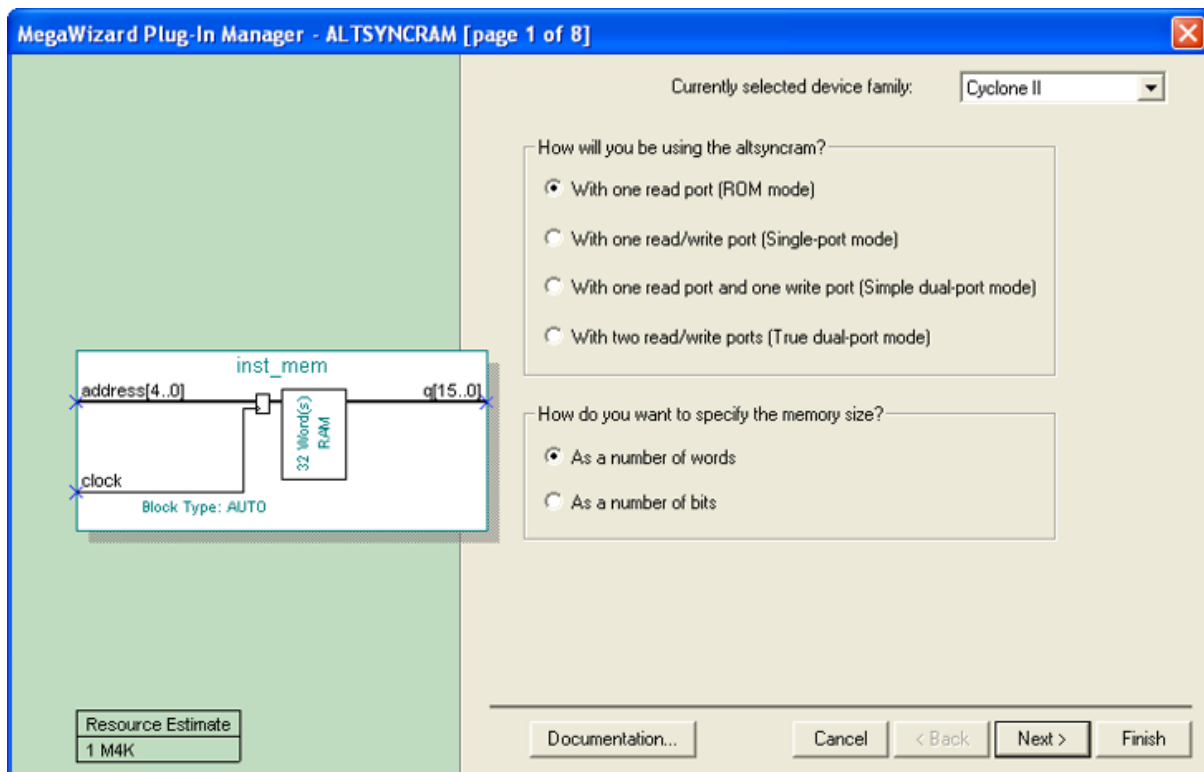 MegaWizard Plug-In Manager - ALTSYNCRAM [page 1 of 8]
Currently selected device family:
Cyclone II
How will you be using the altsyncram?
With one read port (ROM mode)
With one read/write port (Single-port mode)
With one read port and one write port (Simple dual-port mode)
With two read/write ports (True dual-port mode)
inst_mem
address[4..0]
q[15..0]
32 Word(s)
RAM
clock
Block Type: AUTO
How do you want to specify the memory size?
As a number of words
As a number of bits
Resource Estimate
1 M4K
Documentation...
Cancel
< Back
Next >
Finish